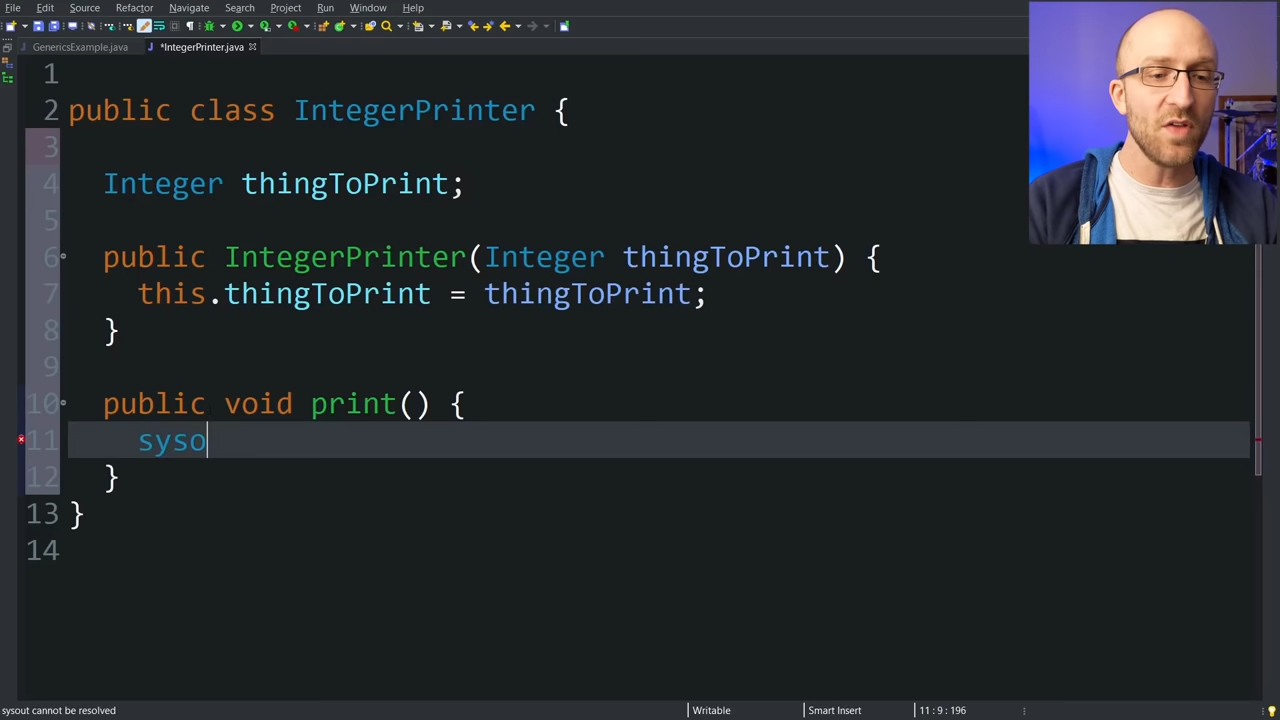 File Edit Source Refactor Navigate Search Project Run Window Help
GenericsExample.java *IntegerPrinter.java
1
2 public class IntegerPrinter {
3
4 Integer thingToPrint;
5
6 public IntegerPrinter(Integer thingToPrint) {
7 this.thingToPrint = thingToPrint;
8 }
9
10 public void print() {
11 syso
12 }
13 }
14
sysout cannot be resolved Writable Smart Insert 11 : 9 : 196